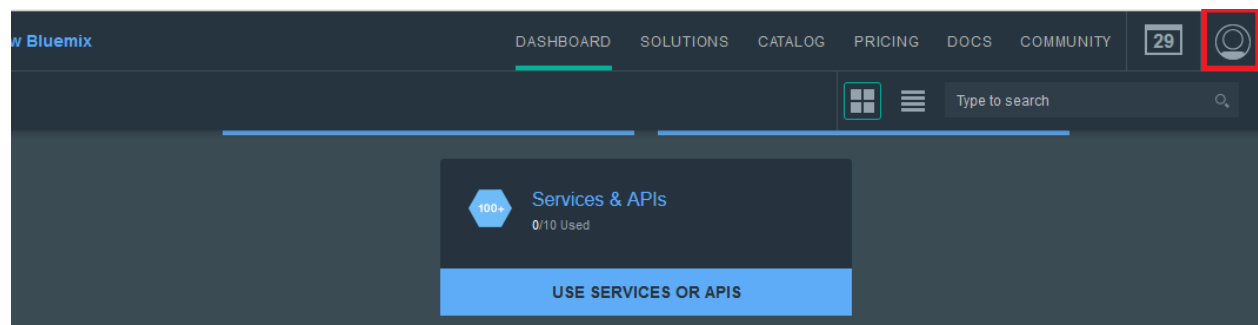 w Bluemix
DASHBOARD SOLUTIONS CATALOG PRICING DOCS COMMUNITY 29
Type to search
100+
Services & APIs
0/10 Used
USE SERVICES OR APIS